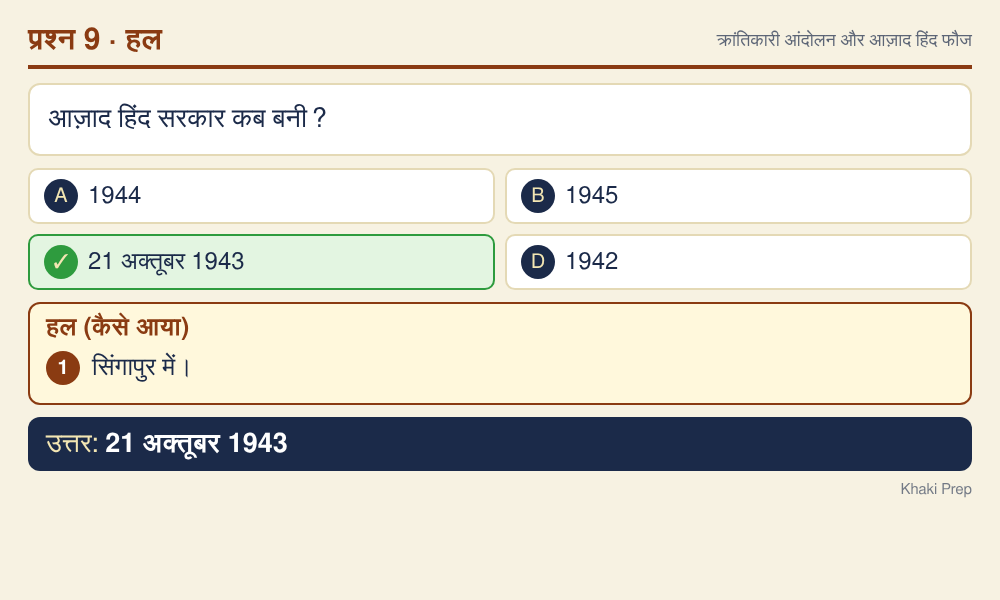 प्रश्न 9 · हल
क्रांतिकारी आंदोलन और आज़ाद हिंद फौज
आज़ाद हिंद सरकार कब बनी ?
A 1944
B 1945
✓ 21 अक्तूबर 1943
D 1942
हल (कैसे आया)
1 सिंगापुर में।
उत्तर: 21 अक्तूबर 1943
Khaki Prep